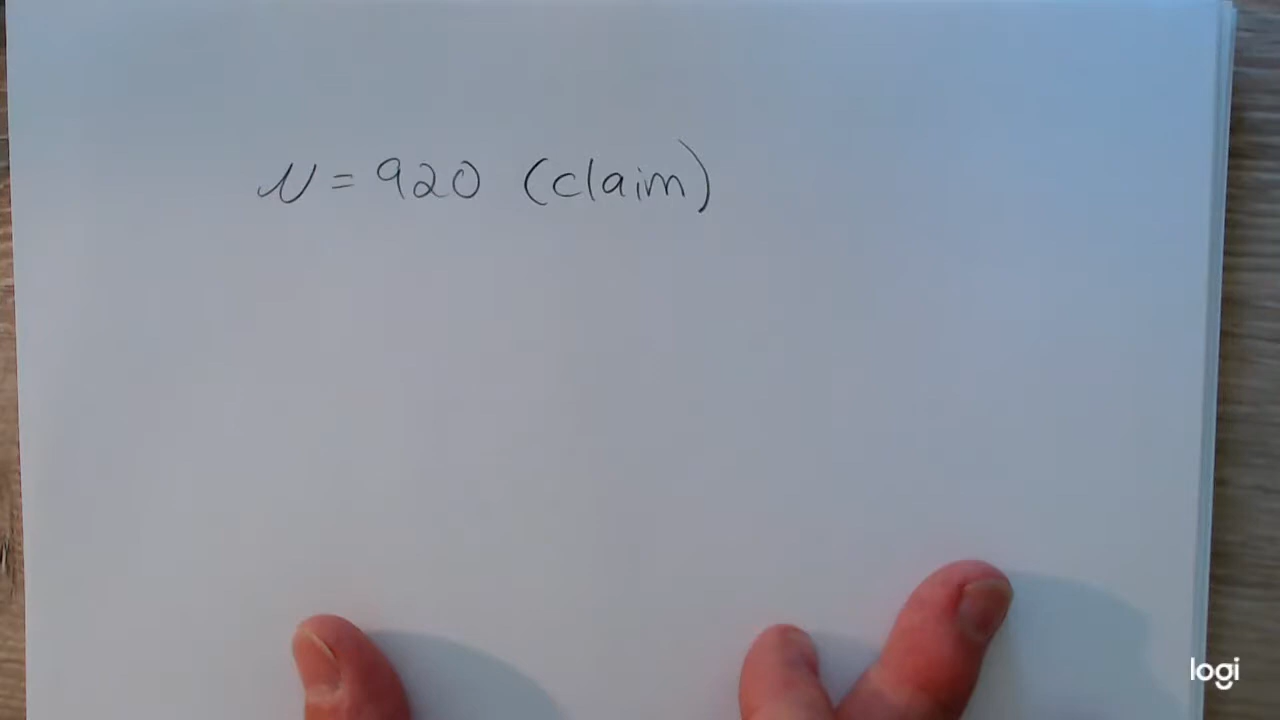 μ = 920 (claim)
logi